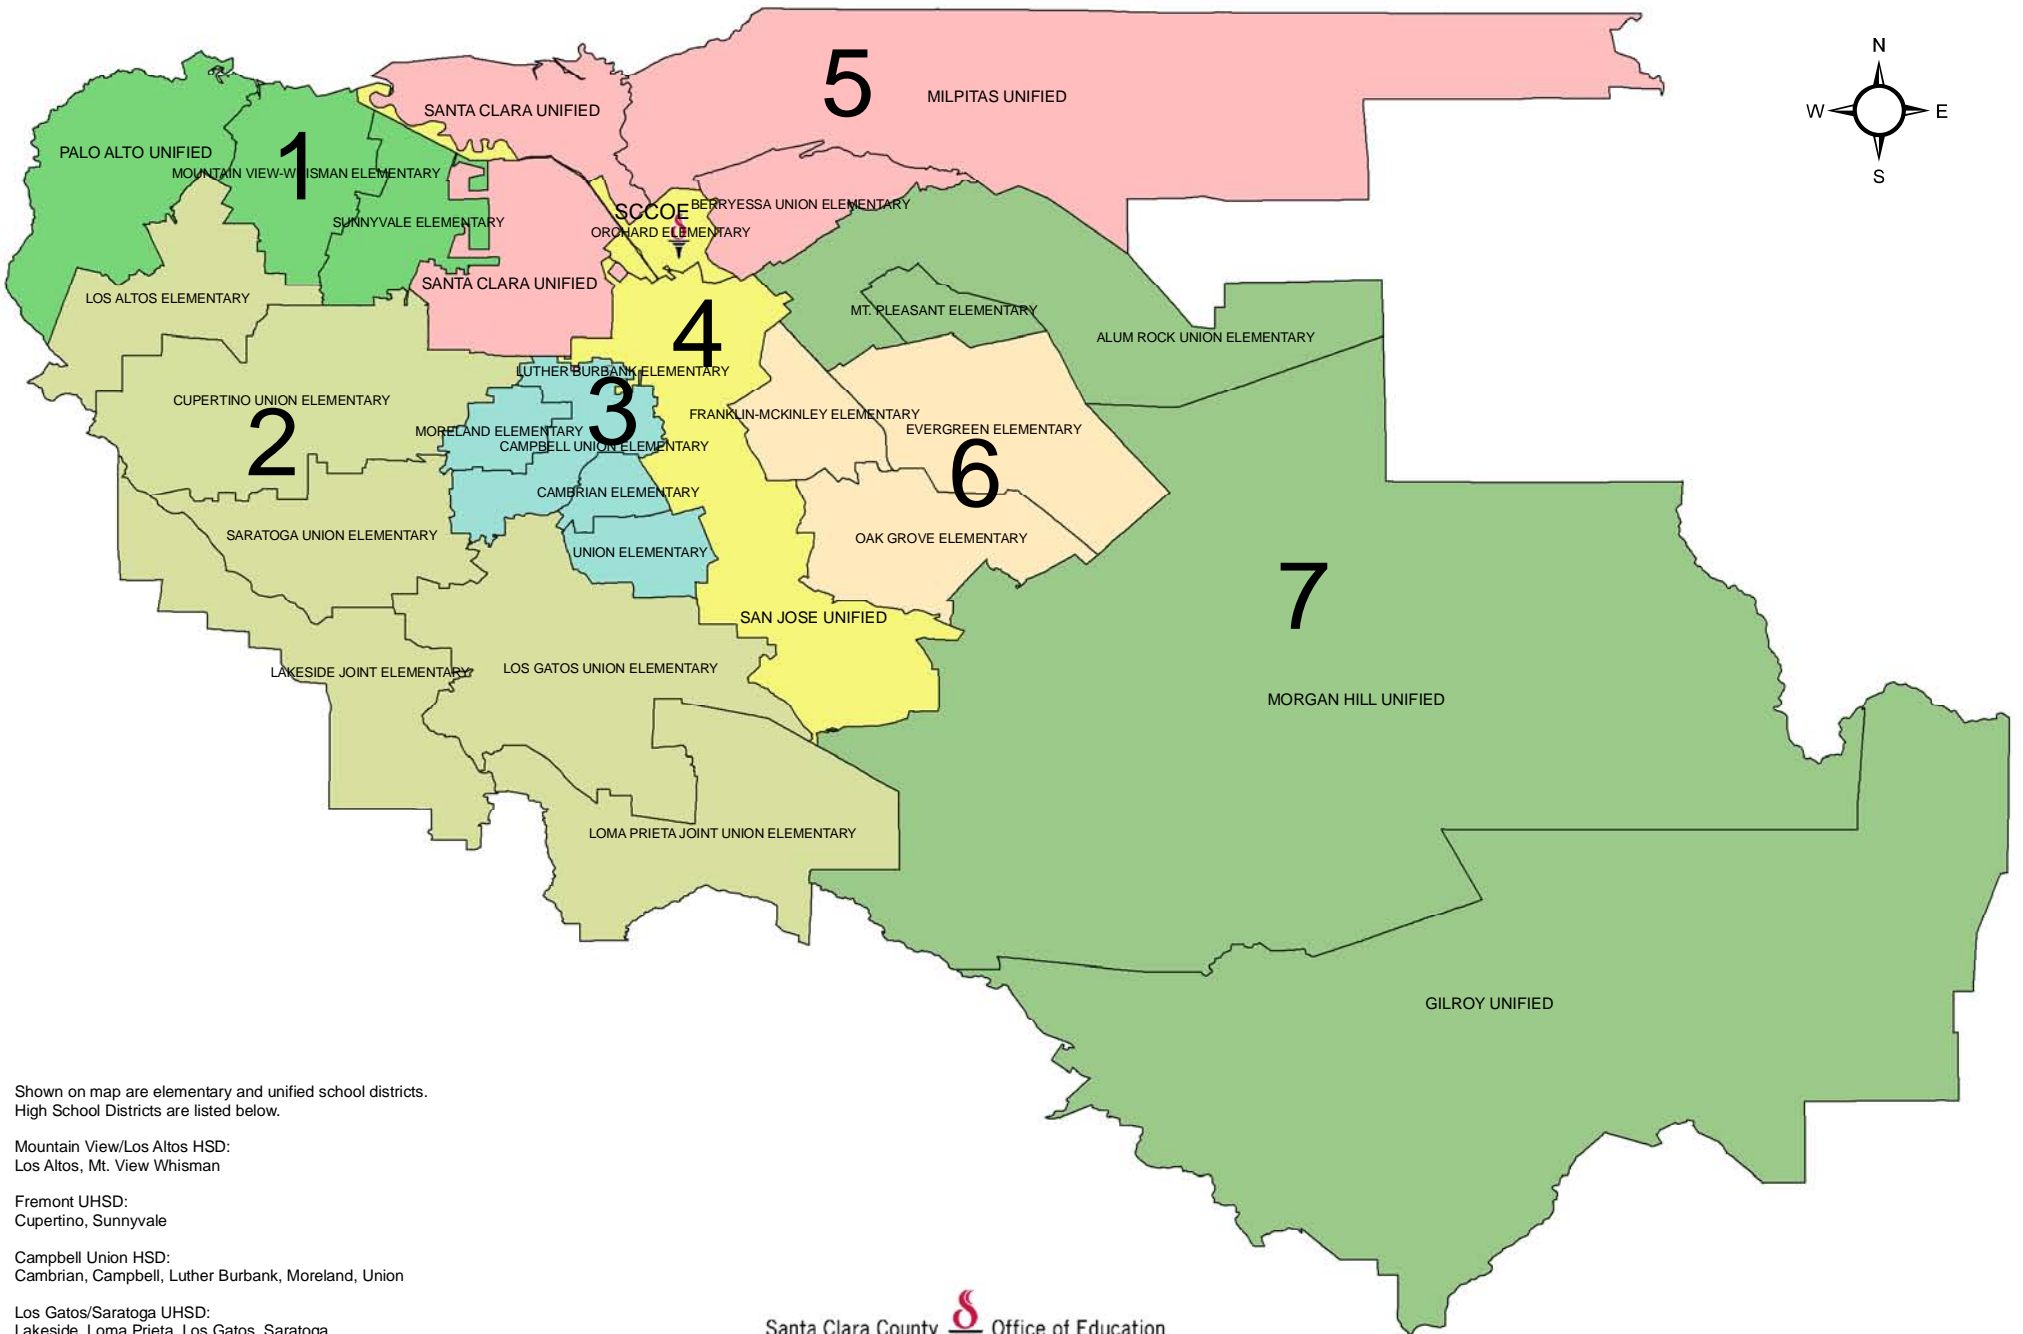 N
W E
S
5
MILPITAS UNIFIED
SANTA CLARA UNIFIED
PALO ALTO UNIFIED
1
MOUNTAIN VIEW-WHISMAN ELEMENTARY
SUNNYVALE ELEMENTARY
SCCOE
BERRYESSA UNION ELEMENTARY
ORCHARD ELEMENTARY
SANTA CLARA UNIFIED
LOS ALTOS ELEMENTARY
4
MT. PLEASANT ELEMENTARY
ALUM ROCK UNION ELEMENTARY
LUTHER BURBANK ELEMENTARY
3
CUPERTINO UNION ELEMENTARY
2
MORELAND ELEMENTARY
CAMPBELL UNION ELEMENTARY
FRANKLIN-MCKINLEY ELEMENTARY
EVERGREEN ELEMENTARY
6
CAMBRIAN ELEMENTARY
SARATOGA UNION ELEMENTARY
UNION ELEMENTARY
OAK GROVE ELEMENTARY
7
SAN JOSE UNIFIED
LAKESIDE JOINT ELEMENTARY
LOS GATOS UNION ELEMENTARY
MORGAN HILL UNIFIED
LOMA PRIETA JOINT UNION ELEMENTARY
GILROY UNIFIED
Shown on map are elementary and unified school districts.
High School Districts are listed below.
Mountain View/Los Altos HSD:
Los Altos, Mt. View Whisman
Fremont UHSD:
Cupertino, Sunnyvale
Campbell Union HSD:
Cambrian, Campbell, Luther Burbank, Moreland, Union
Los Gatos/Saratoga UHSD:
Lakeside, Loma Prieta, Los Gatos, Saratoga
Santa Clara County Office of Education